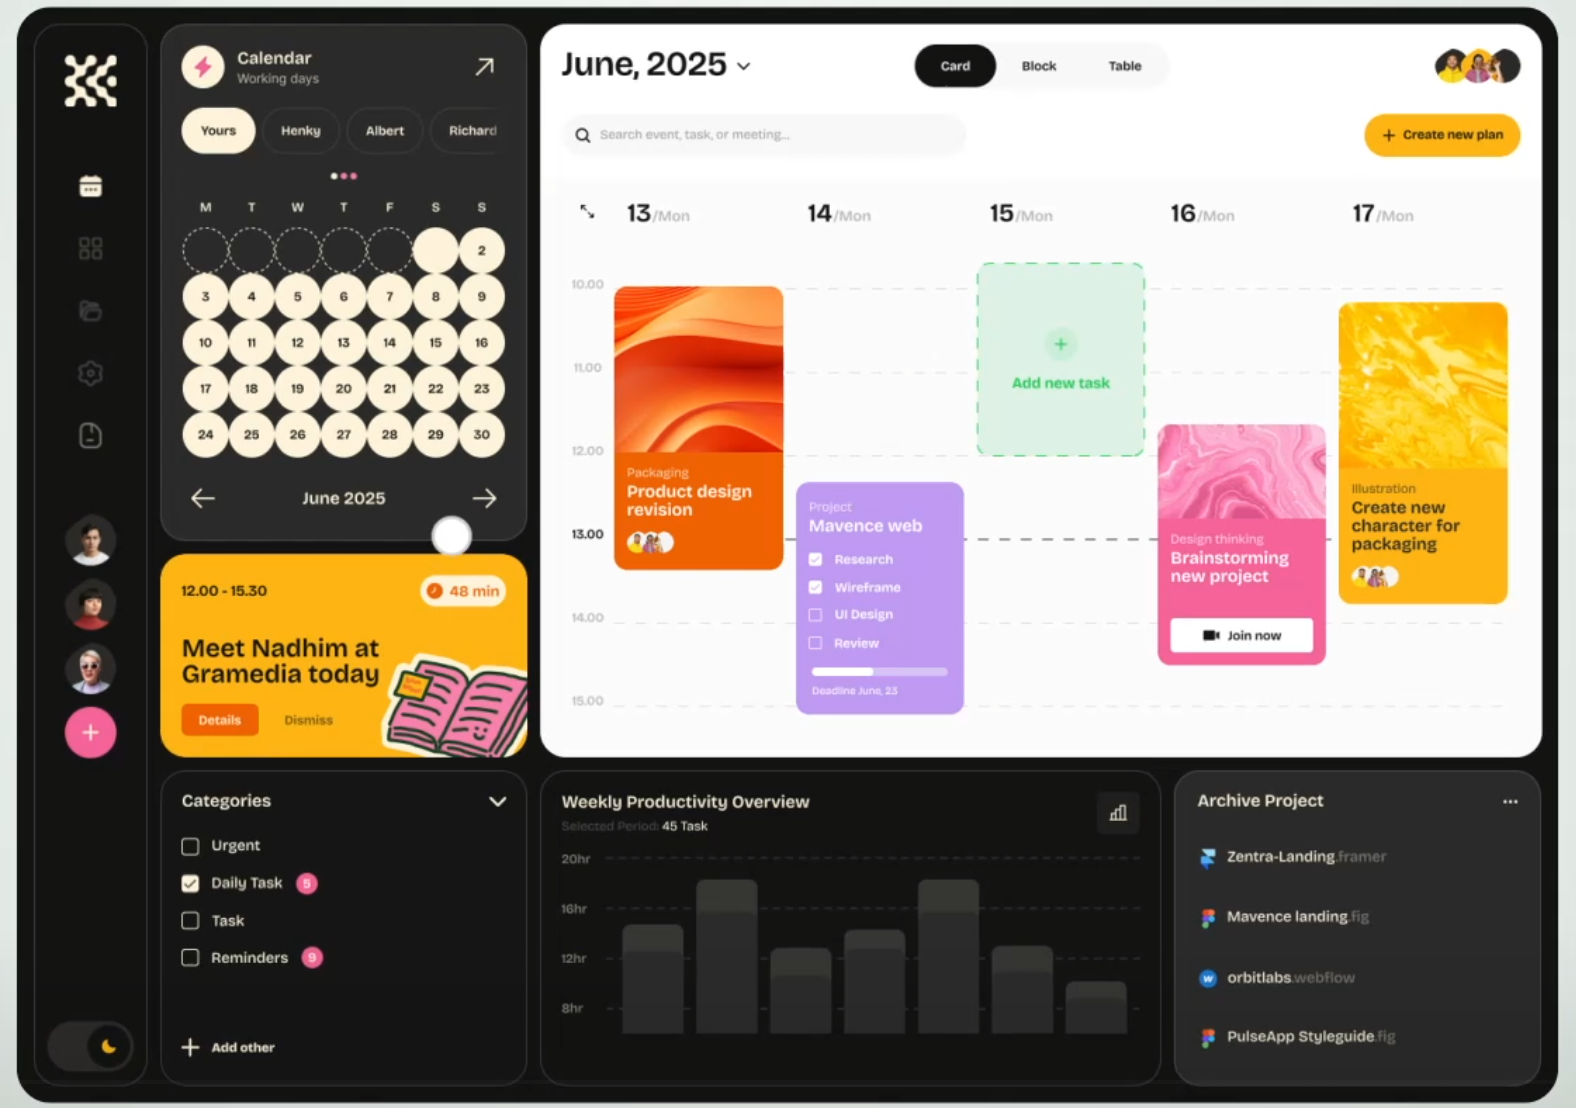 Calendar
Working days
Yours Henky Albert Richard
M T W T F S S
2
3 4 5 6 7 8 9
10 11 12 13 14 15 16
17 18 19 20 21 22 23
24 25 26 27 28 29 30
June 2025
12.00 - 15.30
48 min
Meet Nadhim at
Gramedia today
Details Dismiss
Categories
Urgent
Daily Task 5
Task
Reminders 9
Add other
June, 2025
Card Block Table
Search event, task, or meeting...
+ Create new plan
13/Mon 14/Mon 15/Mon 16/Mon 17/Mon
10.00
11.00
12.00
13.00
14.00
15.00
Packaging
Product design
revision
Project
Mavence web
Research
Wireframe
UI Design
Review
Deadline June, 23
+
Add new task
Design thinking
Brainstorming
new project
Join now
Illustration
Create new
character for
packaging
Weekly Productivity Overview
Selected Period: 45 Task
20hr
16hr
12hr
8hr
Archive Project
Zentra-Landing.framer
Mavence landing.fig
orbitlabs.webflow
PulseApp Styleguide.fig